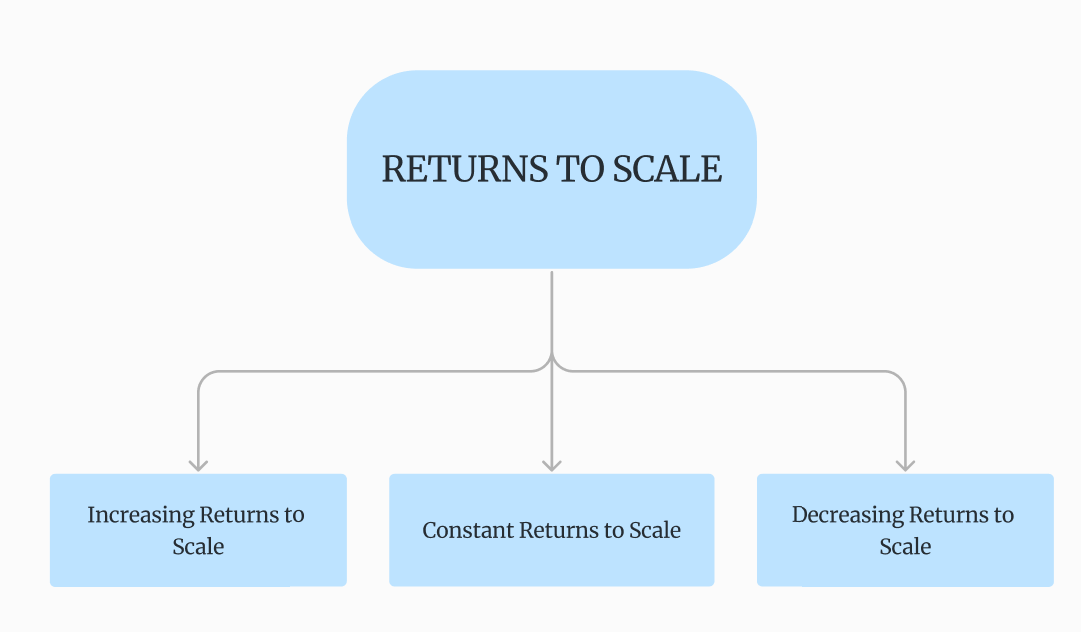 RETURNS TO SCALE
Increasing Returns to
Scale
Constant Returns to Scale
Decreasing Returns to
Scale